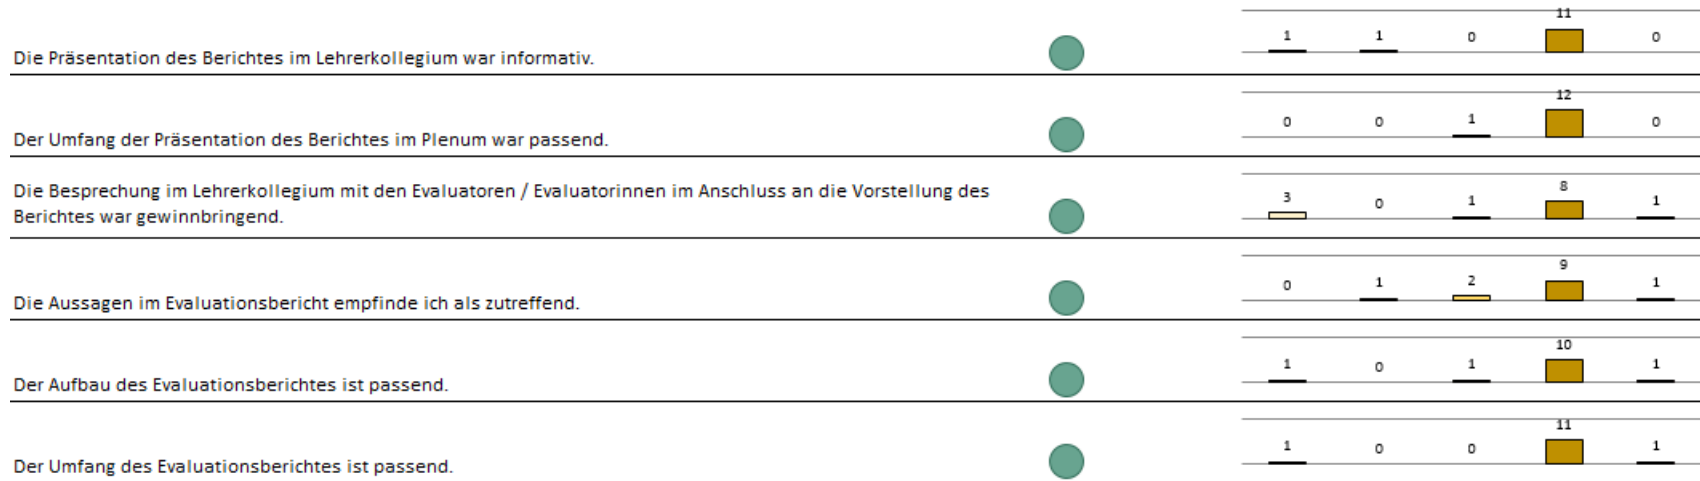 11
1 1 0 0
Die Präsentation des Berichtes im Lehrerkollegium war informativ.
12
0 0 1 0
Der Umfang der Präsentation des Berichtes im Plenum war passend.
Die Besprechung im Lehrerkollegium mit den Evaluatoren / Evaluatorinnen im Anschluss an die Vorstellung des
Berichtes war gewinnbringend.
3 0 1 8 1
9
0 1 2 1
Die Aussagen im Evaluationsbericht empfinde ich als zutreffend.
10
1 0 1 1
Der Aufbau des Evaluationsberichtes ist passend.
11
1 0 0 1
Der Umfang des Evaluationsberichtes ist passend.